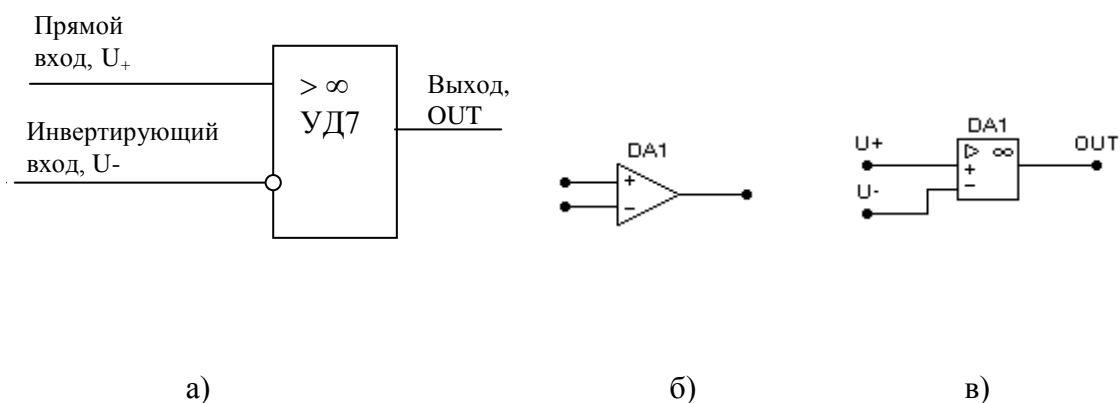 Прямой
вход, U+
> ∞
УД7
Выход,
OUT
Инвертирующий
вход, U-
DA1
+
−
DA1
U+
U-
▷ ∞
+
−
OUT
а)
б)
в)